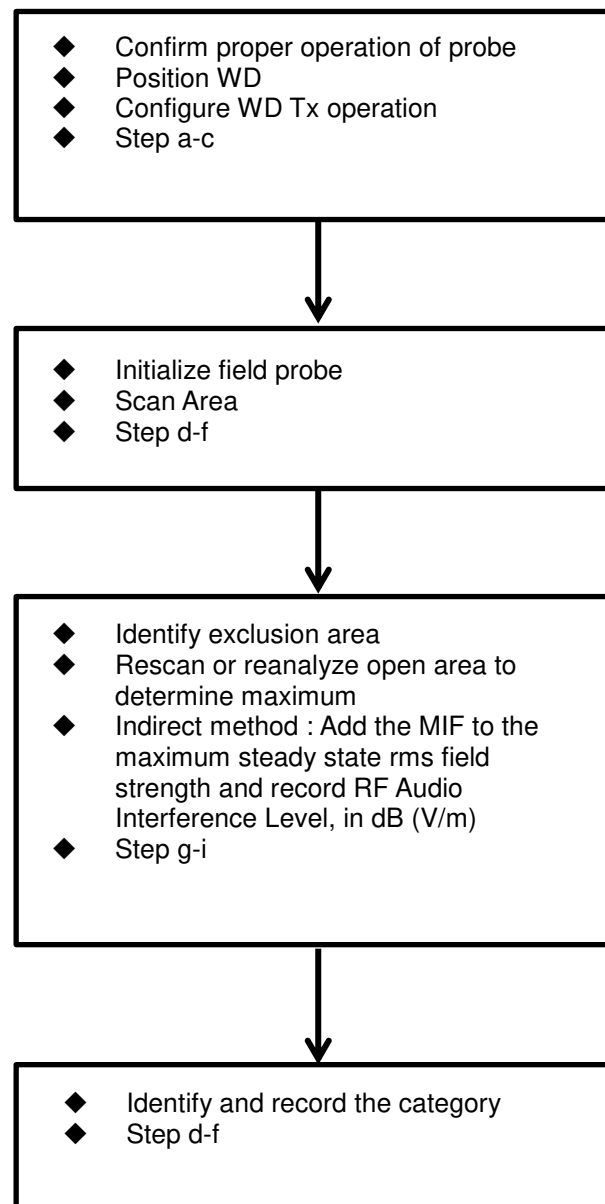 ◆ Confirm proper operation of probe
◆ Position WD
◆ Configure WD Tx operation
◆ Step a-c
◆ Initialize field probe
◆ Scan Area
◆ Step d-f
◆ Identify exclusion area
◆ Rescan or reanalyze open area to
determine maximum
◆ Indirect method : Add the MIF to the
maximum steady state rms field
strength and record RF Audio
Interference Level, in dB (V/m)
◆ Step g-i
◆ Identify and record the category
◆ Step d-f